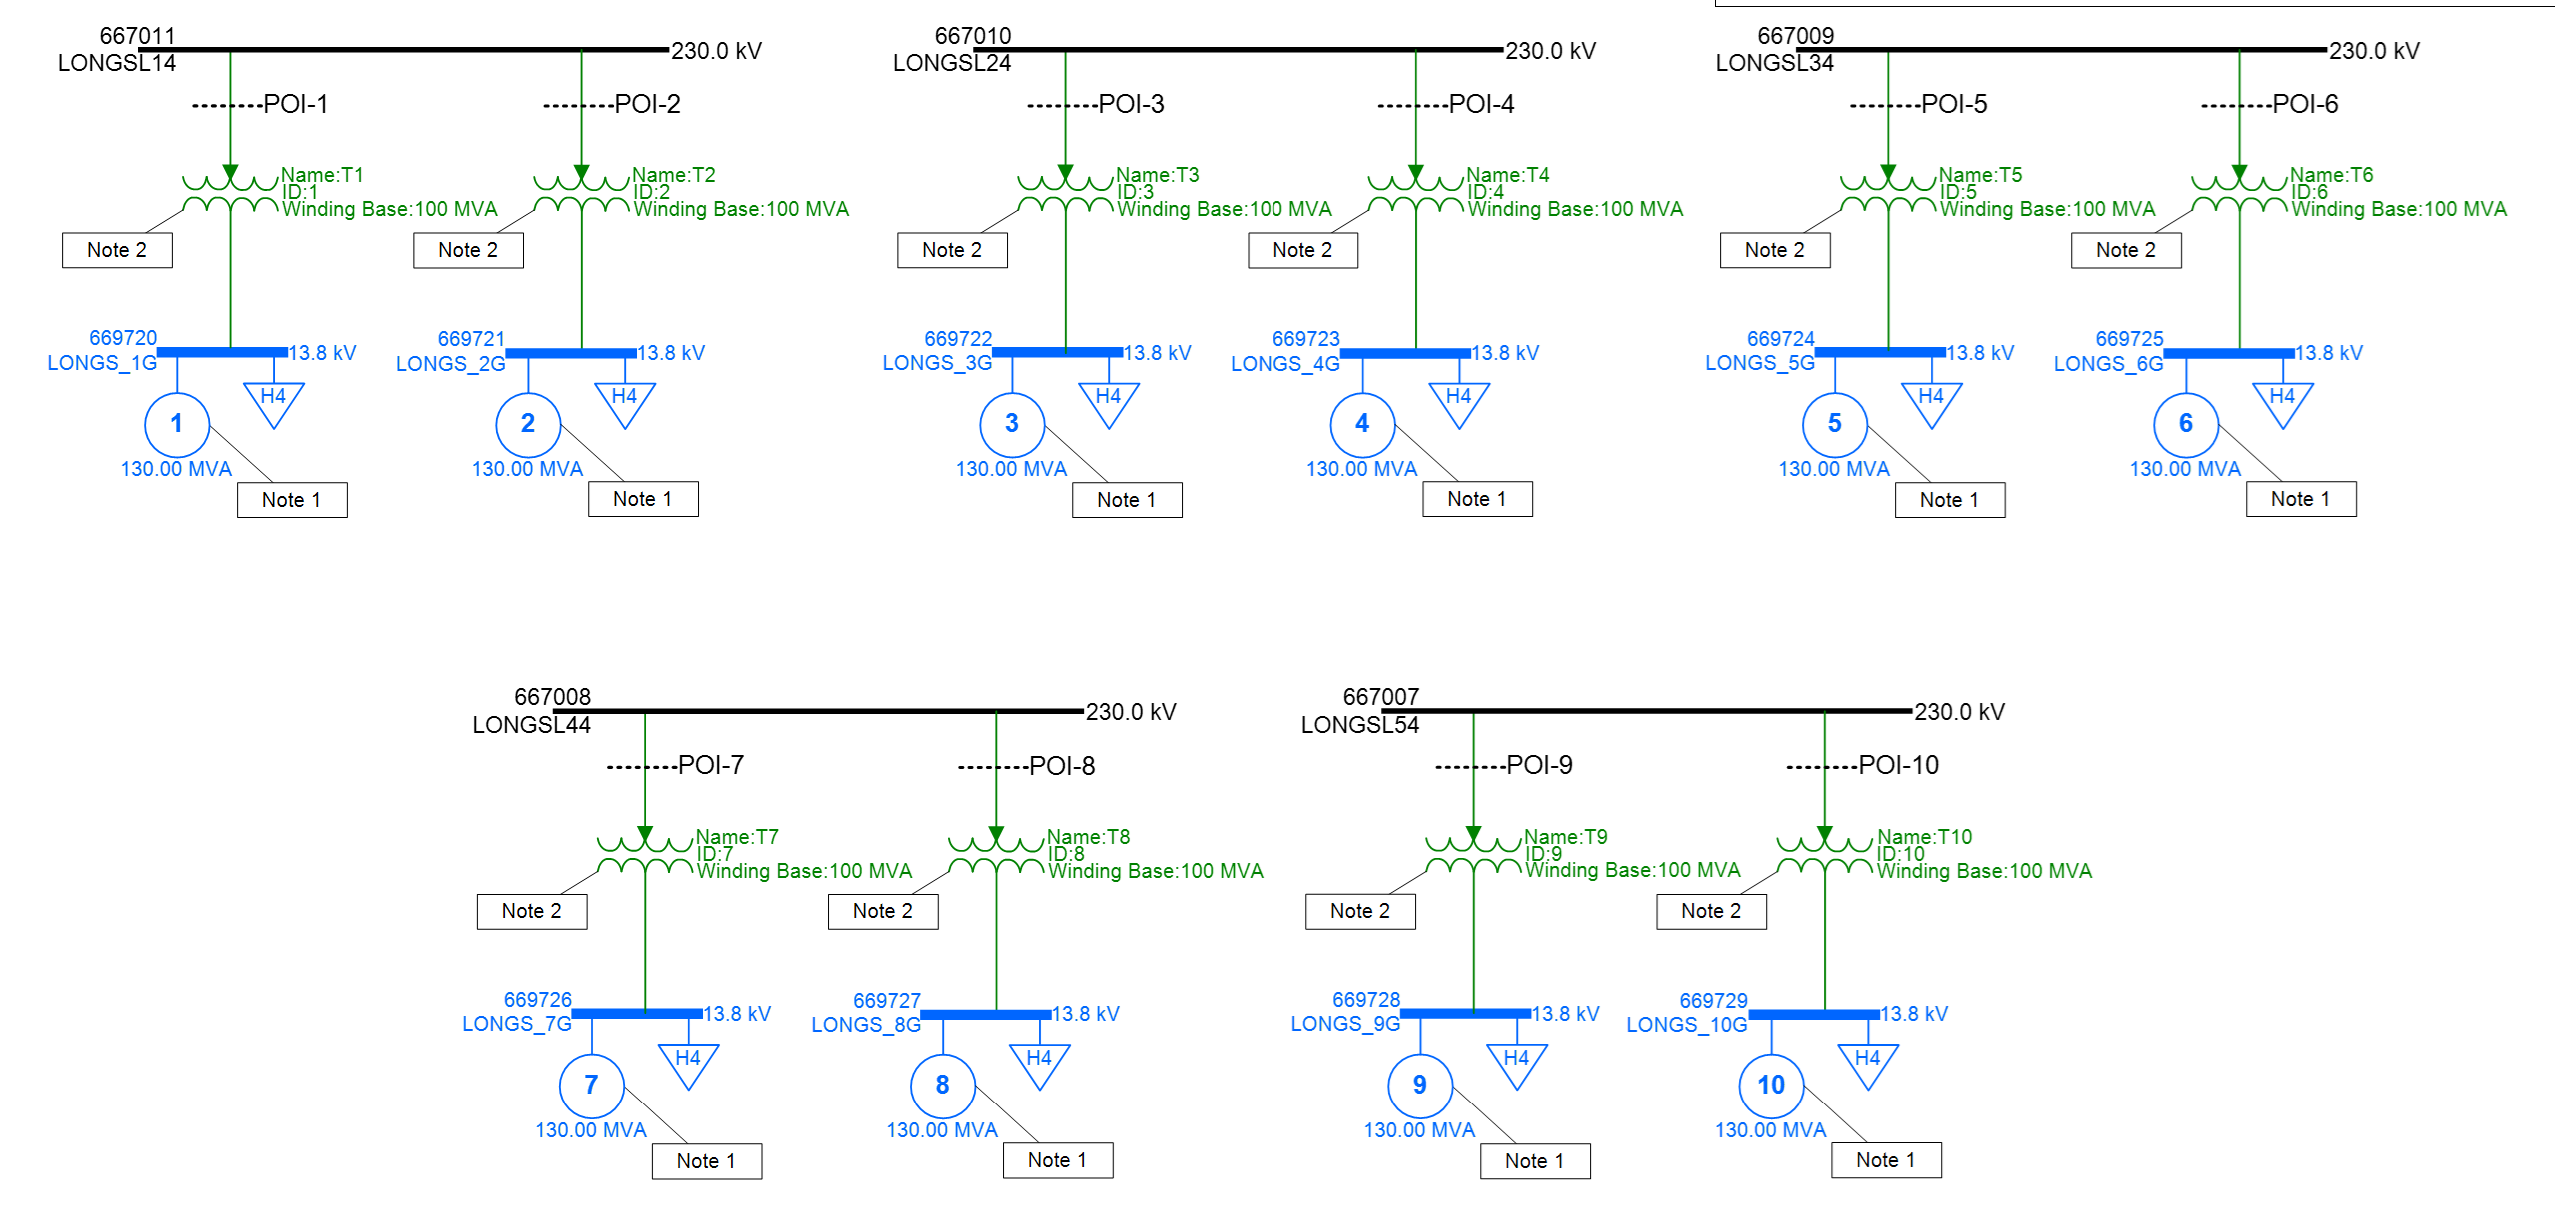 667011
LONGSL14
230.0 kV
POI-1
POI-2
Name:T1
ID:1
Winding Base:100 MVA
Name:T2
ID:2
Winding Base:100 MVA
Note 2
Note 2
669720
LONGS_1G
13.8 kV
669721
LONGS_2G
13.8 kV
1
H4
2
H4
130.00 MVA
130.00 MVA
Note 1
Note 1
667010
LONGSL24
230.0 kV
POI-3
POI-4
Name:T3
ID:3
Winding Base:100 MVA
Name:T4
ID:4
Winding Base:100 MVA
Note 2
Note 2
669722
LONGS_3G
13.8 kV
669723
LONGS_4G
13.8 kV
3
H4
4
H4
130.00 MVA
130.00 MVA
Note 1
Note 1
667009
LONGSL34
230.0 kV
POI-5
POI-6
Name:T5
ID:5
Winding Base:100 MVA
Name:T6
ID:6
Winding Base:100 MVA
Note 2
Note 2
669724
LONGS_5G
13.8 kV
669725
LONGS_6G
13.8 kV
5
H4
6
H4
130.00 MVA
130.00 MVA
Note 1
Note 1
667008
LONGSL44
230.0 kV
POI-7
POI-8
Name:T7
ID:7
Winding Base:100 MVA
Name:T8
ID:8
Winding Base:100 MVA
Note 2
Note 2
669726
LONGS_7G
13.8 kV
669727
LONGS_8G
13.8 kV
7
H4
8
H4
130.00 MVA
130.00 MVA
Note 1
Note 1
667007
LONGSL54
230.0 kV
POI-9
POI-10
Name:T9
ID:9
Winding Base:100 MVA
Name:T10
ID:10
Winding Base:100 MVA
Note 2
Note 2
669728
LONGS_9G
13.8 kV
669729
LONGS_10G
13.8 kV
9
H4
10
H4
130.00 MVA
130.00 MVA
Note 1
Note 1